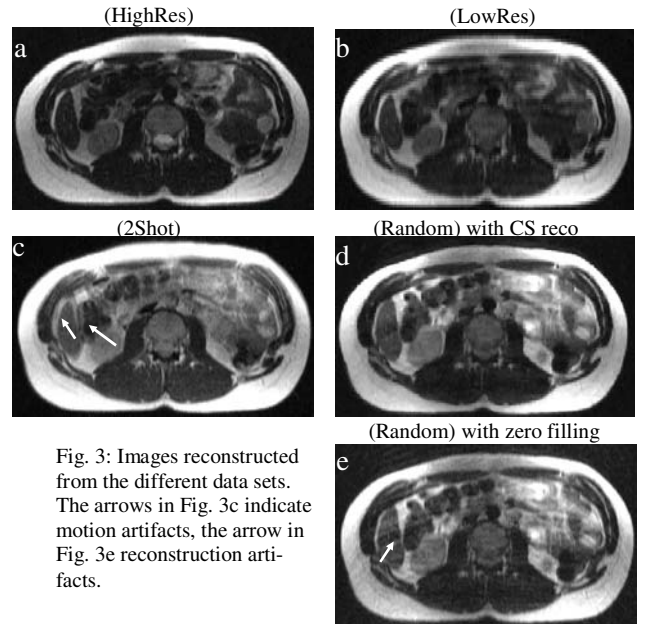 (HighRes)
(LowRes)
a
b
(2Shot)
(Random) with CS reco
c
d
(Random) with zero filling
e
Fig. 3: Images reconstructed
from the different data sets.
The arrows in Fig. 3c indicate
motion artifacts, the arrow in
Fig. 3e reconstruction arti-
facts.